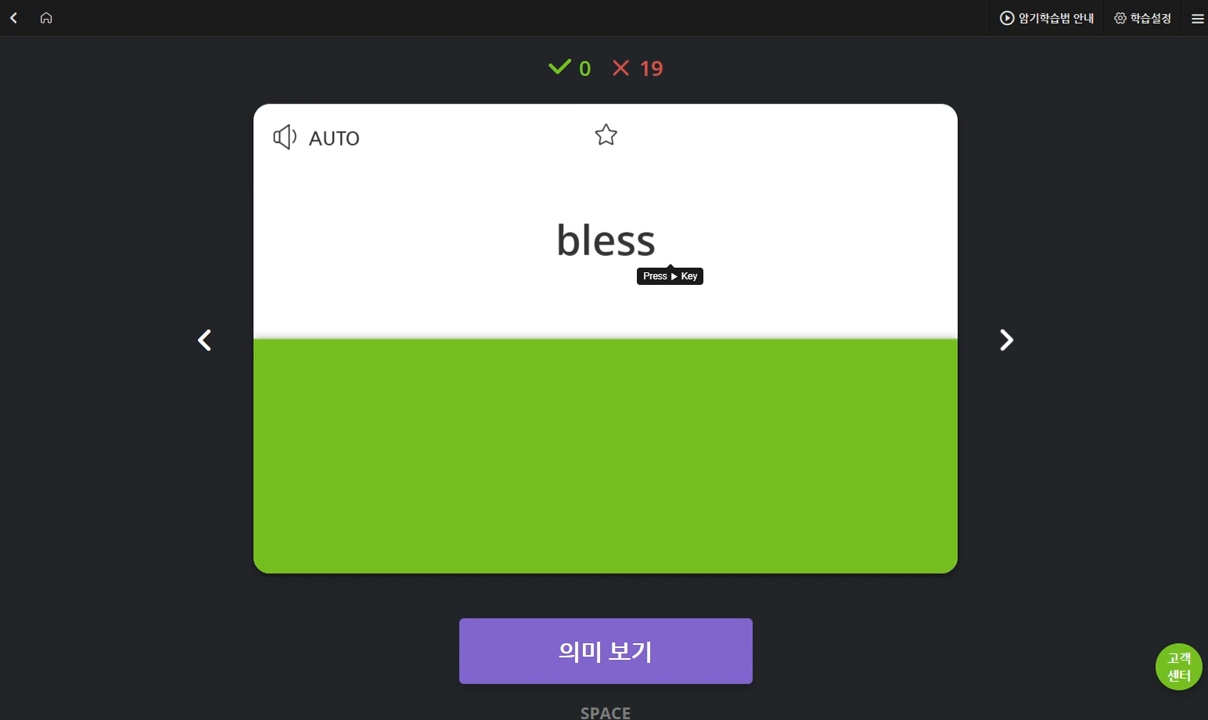 암기학습법 안내
학습설정
0
19
AUTO
bless
Press ▶ Key
의미 보기
고객
센터
SPACE